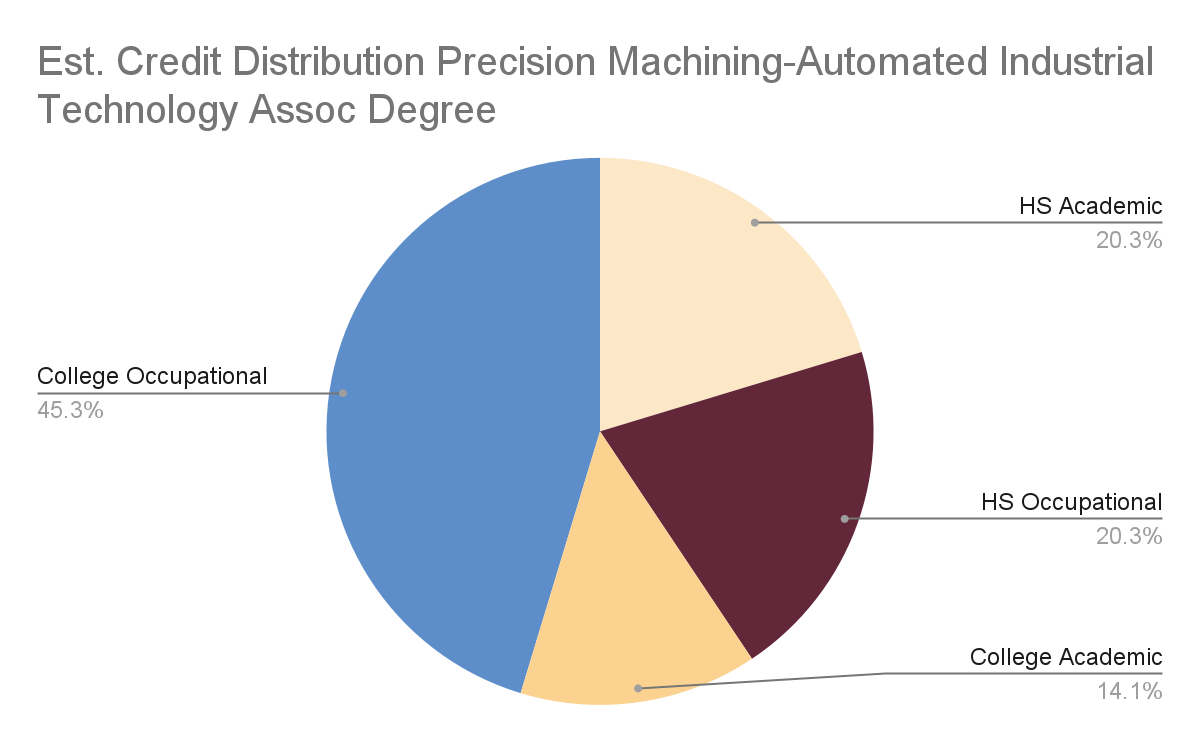 Est. Credit Distribution Precision Machining-Automated Industrial
Technology Assoc Degree
HS Academic
20.3%
College Occupational
45.3%
HS Occupational
20.3%
College Academic
14.1%